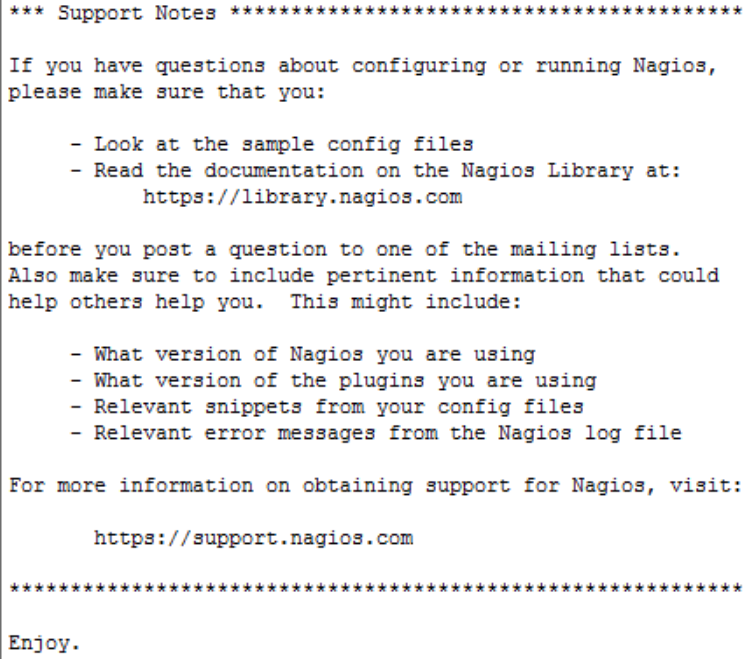 *** Support Notes ******************************************
If you have questions about configuring or running Nagios,
please make sure that you:
- Look at the sample config files
- Read the documentation on the Nagios Library at:
https://library.nagios.com
before you post a question to one of the mailing lists.
Also make sure to include pertinent information that could
help others help you.  This might include:
- What version of Nagios you are using
- What version of the plugins you are using
- Relevant snippets from your config files
- Relevant error messages from the Nagios log file
For more information on obtaining support for Nagios, visit:
https://support.nagios.com
************************************************************
Enjoy.